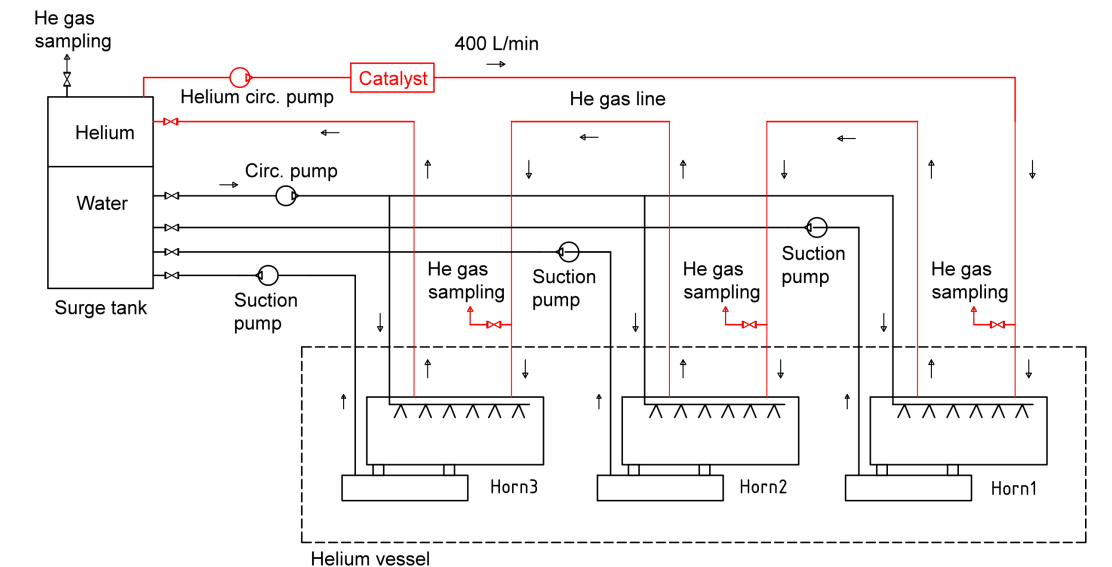 He gas
sampling
400 L/min
Catalyst
Helium circ. pump
He gas line
Helium
Circ. pump
Water
Suction
pump
He gas
sampling
Suction
pump
He gas
sampling
Suction
pump
He gas
sampling
Surge tank
Horn3
Horn2
Horn1
Helium vessel